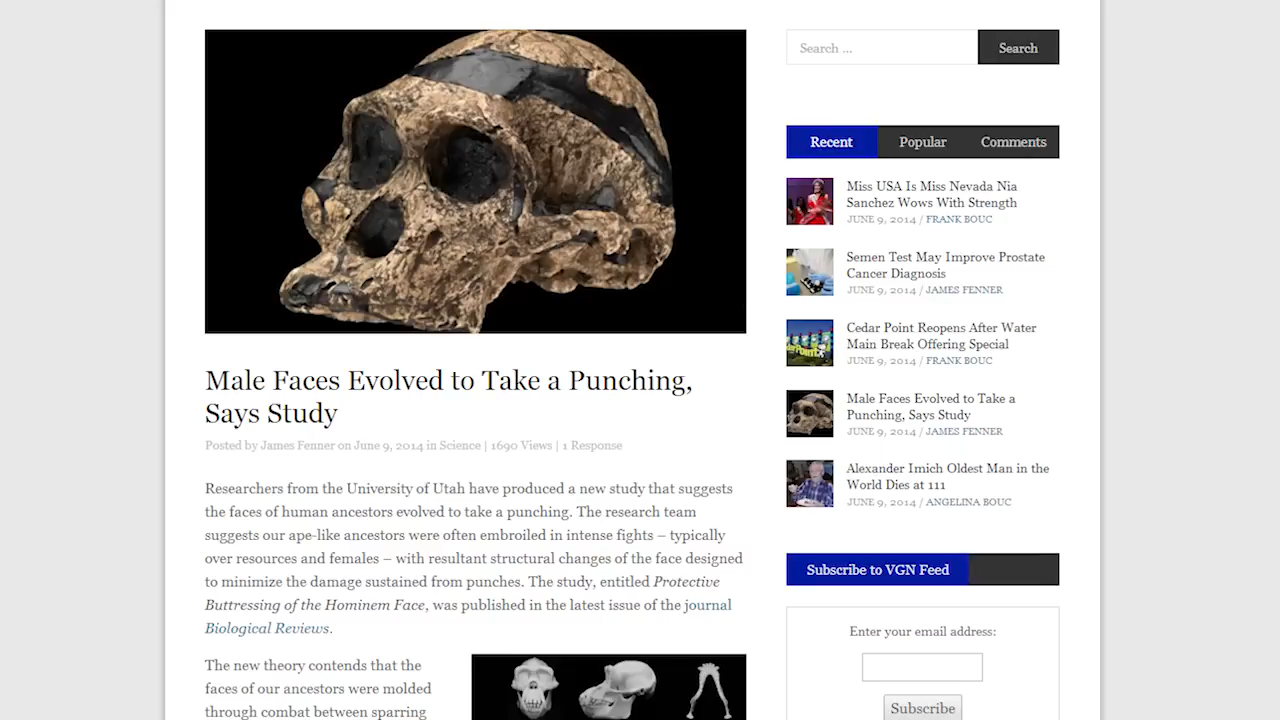 Search ...
Search
Recent
Popular
Comments
Miss USA Is Miss Nevada Nia
Sanchez Wows With Strength
JUNE 9, 2014 / FRANK BOUC
Semen Test May Improve Prostate
Cancer Diagnosis
JUNE 9, 2014 / JAMES FENNER
Cedar Point Reopens After Water
Main Break Offering Special
JUNE 9, 2014 / FRANK BOUC
Male Faces Evolved to Take a
Punching, Says Study
JUNE 9, 2014 / JAMES FENNER
Alexander Imich Oldest Man in the
World Dies at 111
JUNE 9, 2014 / ANGELINA BOUC
Subscribe to VGN Feed
Enter your email address:
Subscribe
Male Faces Evolved to Take a Punching,
Says Study
Posted by James Fenner on June 9, 2014 in Science | 1690 Views | 1 Response
Researchers from the University of Utah have produced a new study that suggests
the faces of human ancestors evolved to take a punching. The research team
suggests our ape-like ancestors were often embroiled in intense fights – typically
over resources and females – with resultant structural changes of the face designed
to minimize the damage sustained from punches. The study, entitled Protective
Buttressing of the Hominem Face, was published in the latest issue of the journal
Biological Reviews.
The new theory contends that the
faces of our ancestors were molded
through combat between sparring